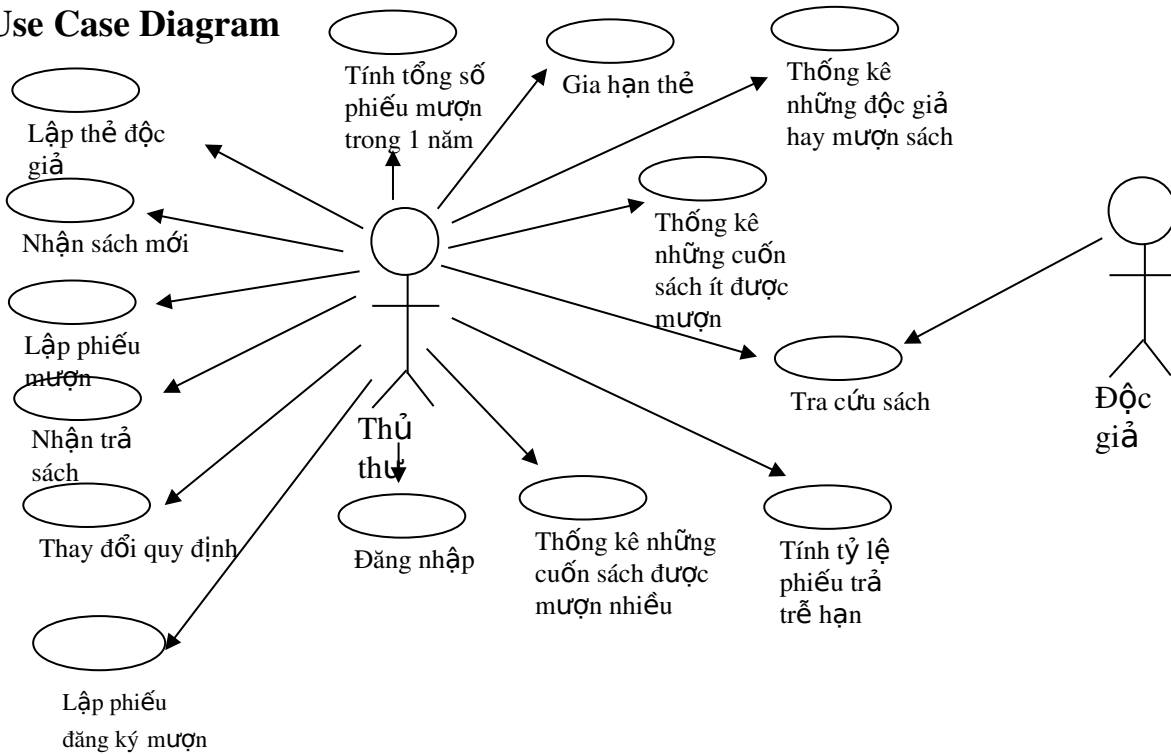 Use Case Diagram
Tính tổng số
phiếu mượn
trong 1 năm
Gia hạn thẻ
Thống kê
những độc giả
hay mượn sách
Lập thẻ độc
giả
Nhận sách mới
Thống kê
những cuốn
sách ít được
mượn
Lập phiếu
mượn
Tra cứu sách
Độc
giả
Thủ
thư
Nhận trả
sách
Thay đổi quy định
Đăng nhập
Thống kê những
cuốn sách được
mượn nhiều
Tính tỷ lệ
phiếu trả
trễ hạn
Lập phiếu
đăng ký mượn